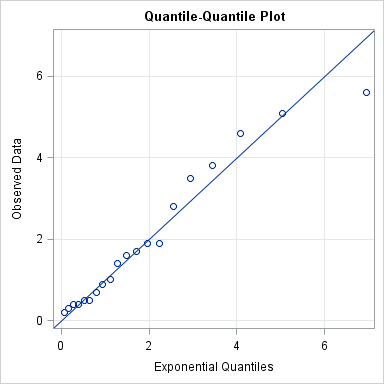 Quantile-Quantile Plot
Observed Data
6
4
2
0
0 2 4 6
Exponential Quantiles